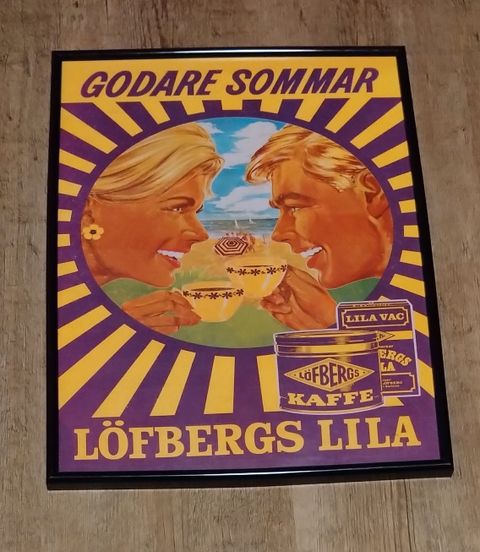 GODARE SOMMAR
LILA VAC
LÖFBERGS
KAFFE
LÖFBERGS LILA